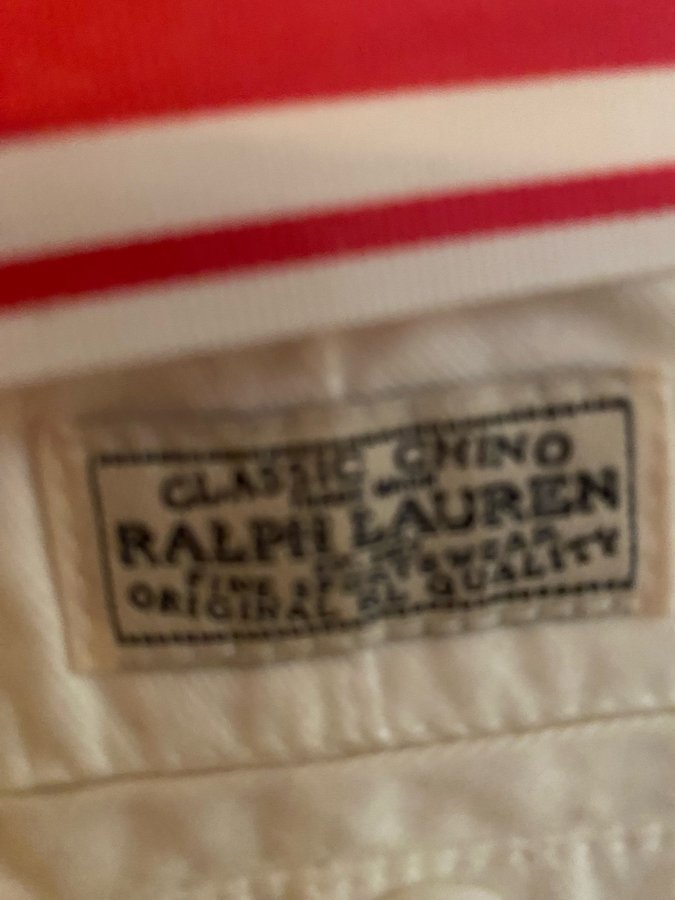 CLASSIC CHINO
RALPH LAUREN
FINE SPORTSWEAR
ORIGINAL RL QUALITY